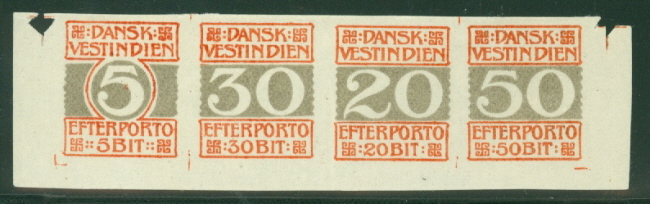 DANSK
VESTINDIEN
5
EFTERPORTO
5 BIT
DANSK
VESTINDIEN
30
EFTERPORTO
30 BIT
DANSK
VESTINDIEN
20
EFTERPORTO
20 BIT
DANSK
VESTINDIEN
50
EFTERPORTO
50 BIT